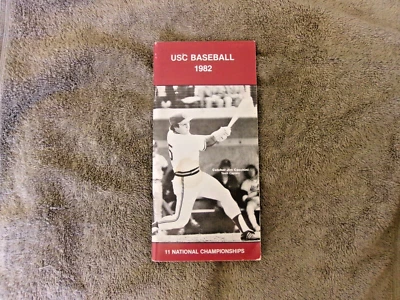 USC BASEBALL
1982
11 NATIONAL CHAMPIONSHIPS